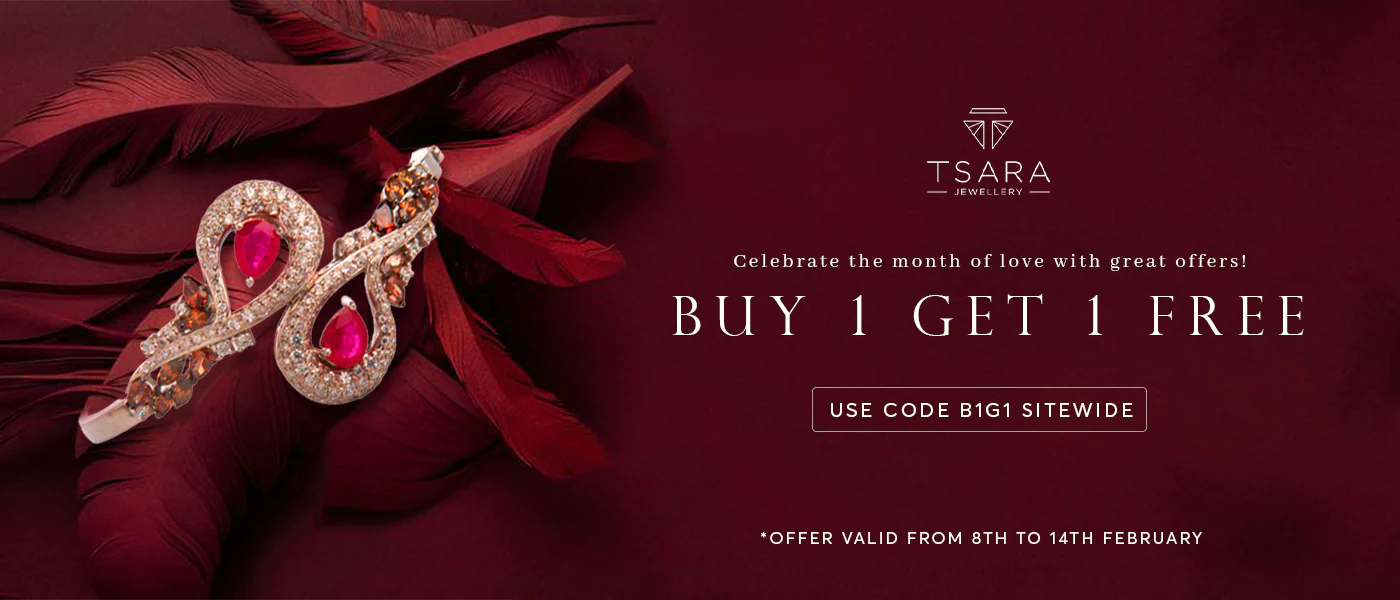 TSARA
JEWELLERY
Celebrate the month of love with great offers!
BUY 1 GET 1 FREE
USE CODE B1G1 SITEWIDE
*OFFER VALID FROM 8TH TO 14TH FEBRUARY